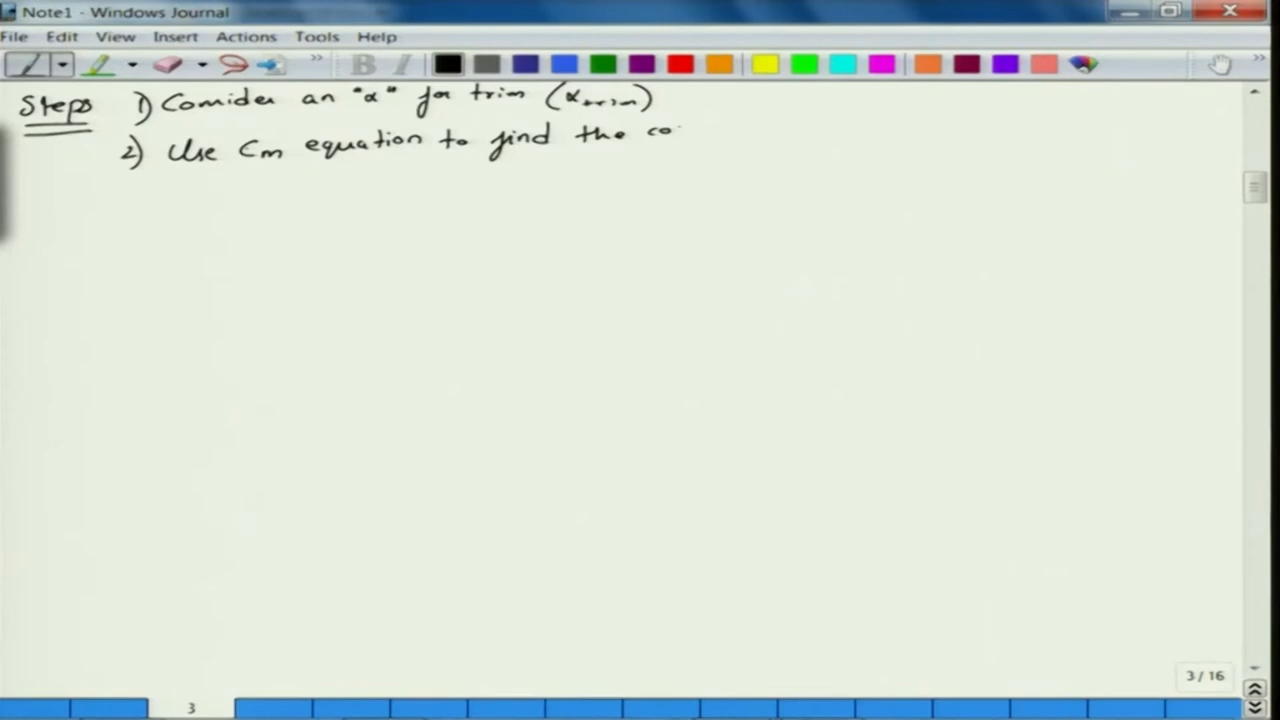 Note1 - Windows Journal
File Edit View Insert Actions Tools Help
B I
Steps 1) Consider an "α" for trim (αtrim)
2) Use Cm equation to find the co
3 / 16
3